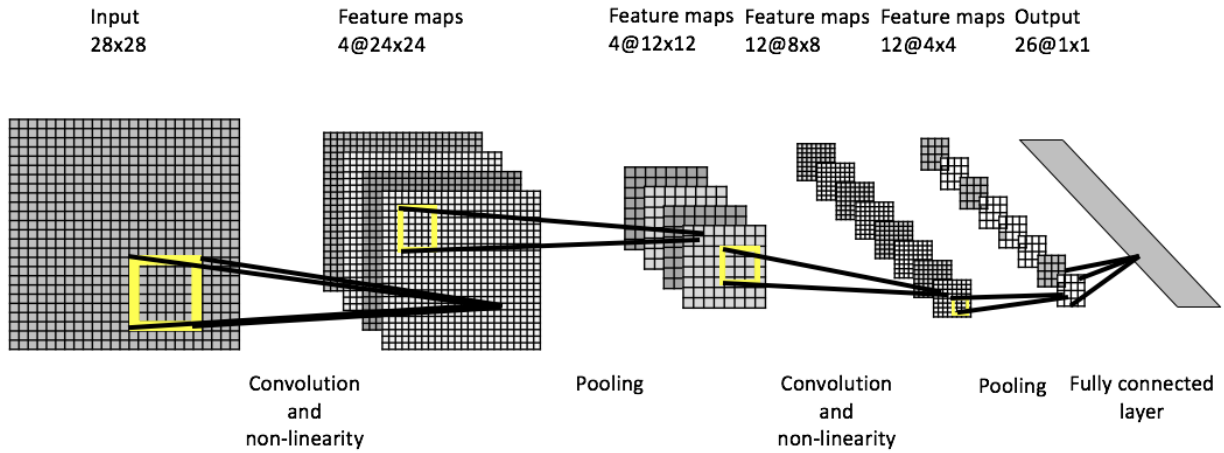 Input
28x28
Feature maps
4@24x24
Feature maps
4@12x12
Feature maps
12@8x8
Feature maps
12@4x4
Output
26@1x1
Convolution
and
non-linearity
Pooling
Convolution
and
non-linearity
Pooling
Fully connected
layer